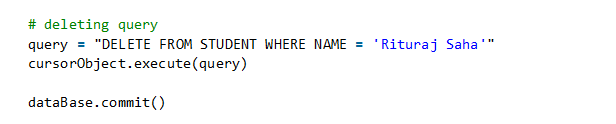 # deleting query
query = "DELETE FROM STUDENT WHERE NAME = 'Rituraj Saha'"
cursorObject.execute(query)
dataBase.commit()